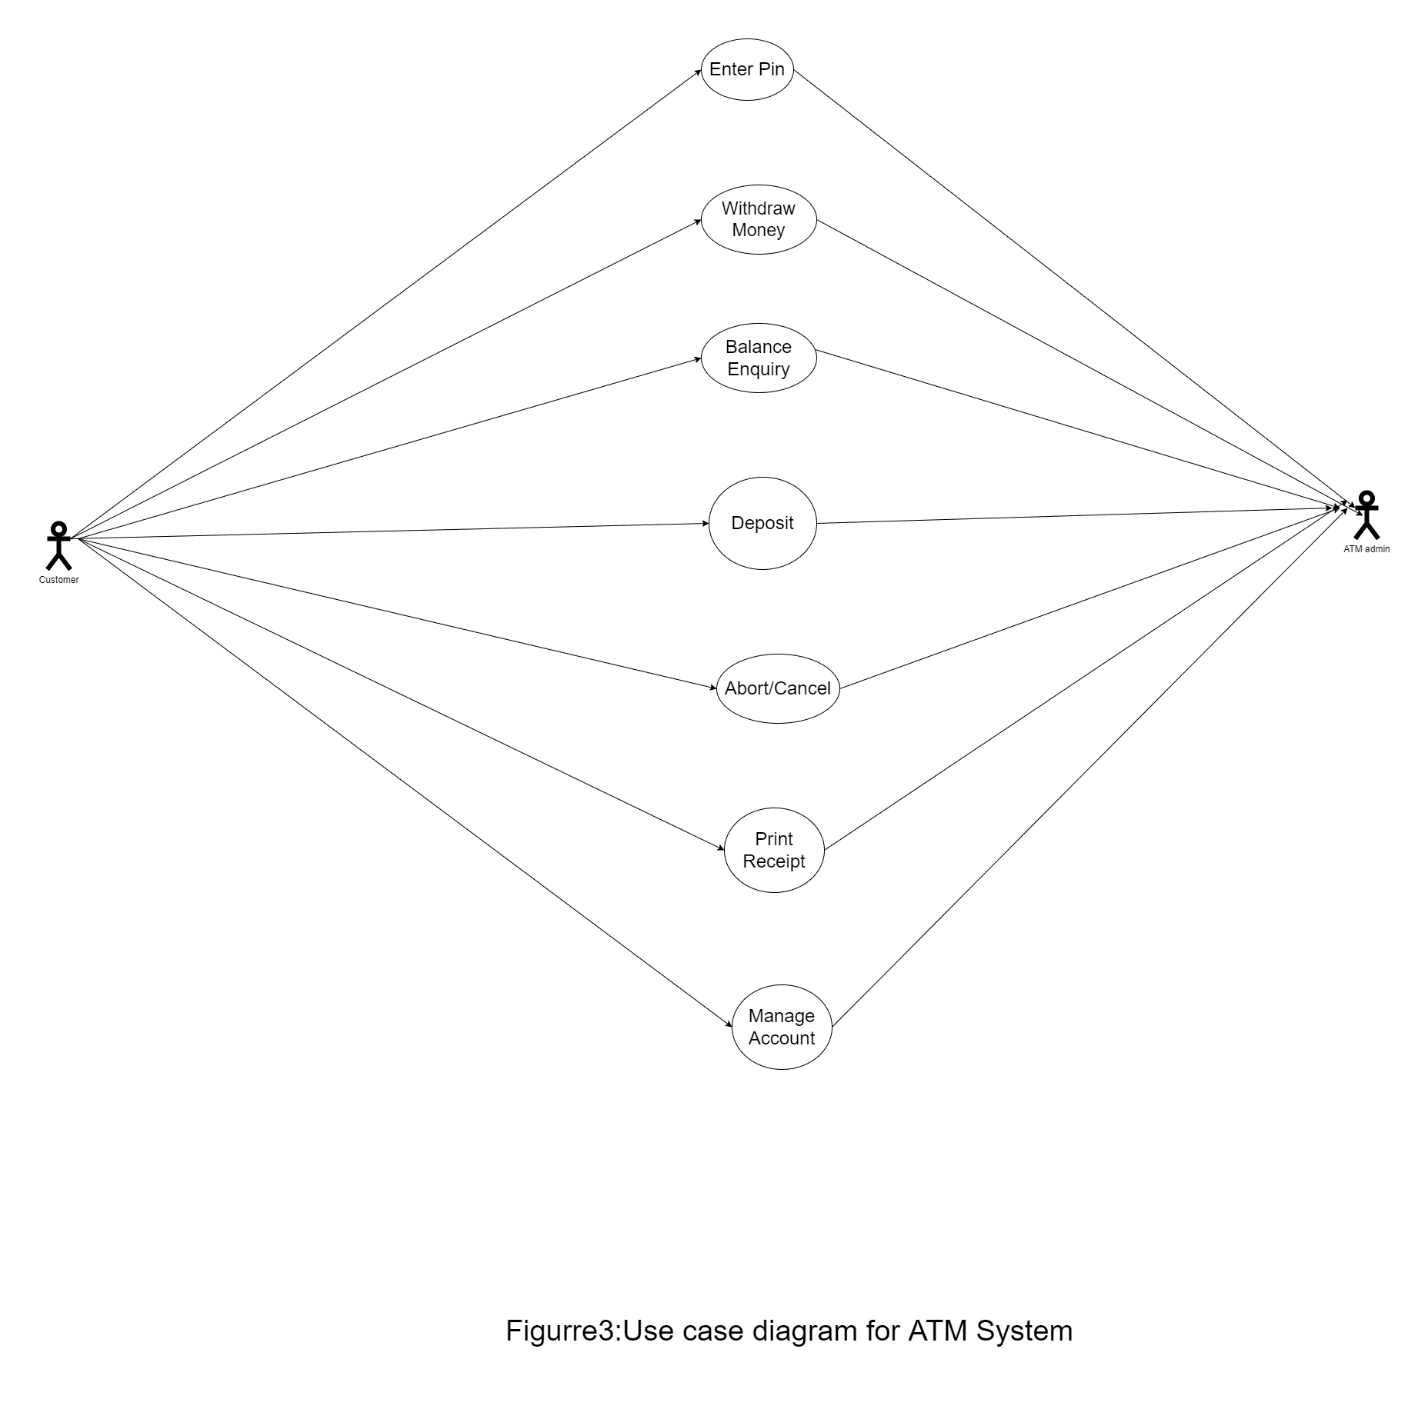 Enter Pin
Withdraw
Money
Balance
Enquiry
Deposit
Customer
ATM admin
Abort/Cancel
Print
Receipt
Manage
Account
Figurre3:Use case diagram for ATM System